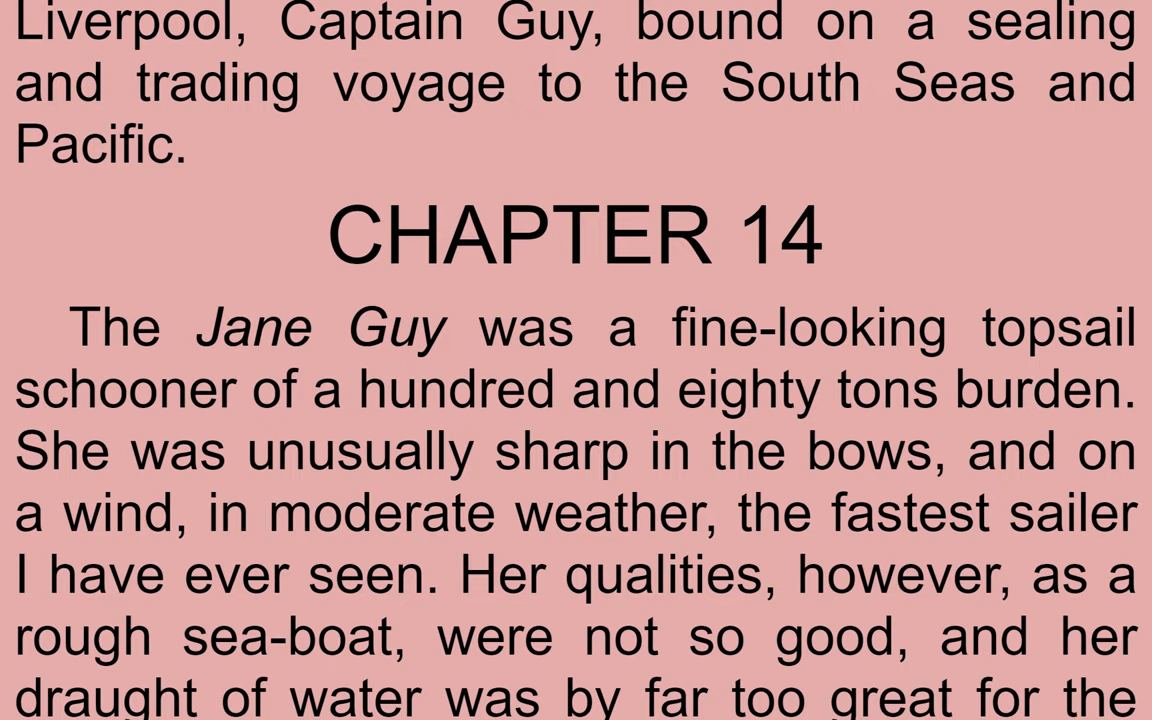 Liverpool, Captain Guy, bound on a sealing
and trading voyage to the South Seas and
Pacific.
CHAPTER 14
The Jane Guy was a fine-looking topsail
schooner of a hundred and eighty tons burden.
She was unusually sharp in the bows, and on
a wind, in moderate weather, the fastest sailer
I have ever seen. Her qualities, however, as a
rough sea-boat, were not so good, and her
draught of water was by far too great for the